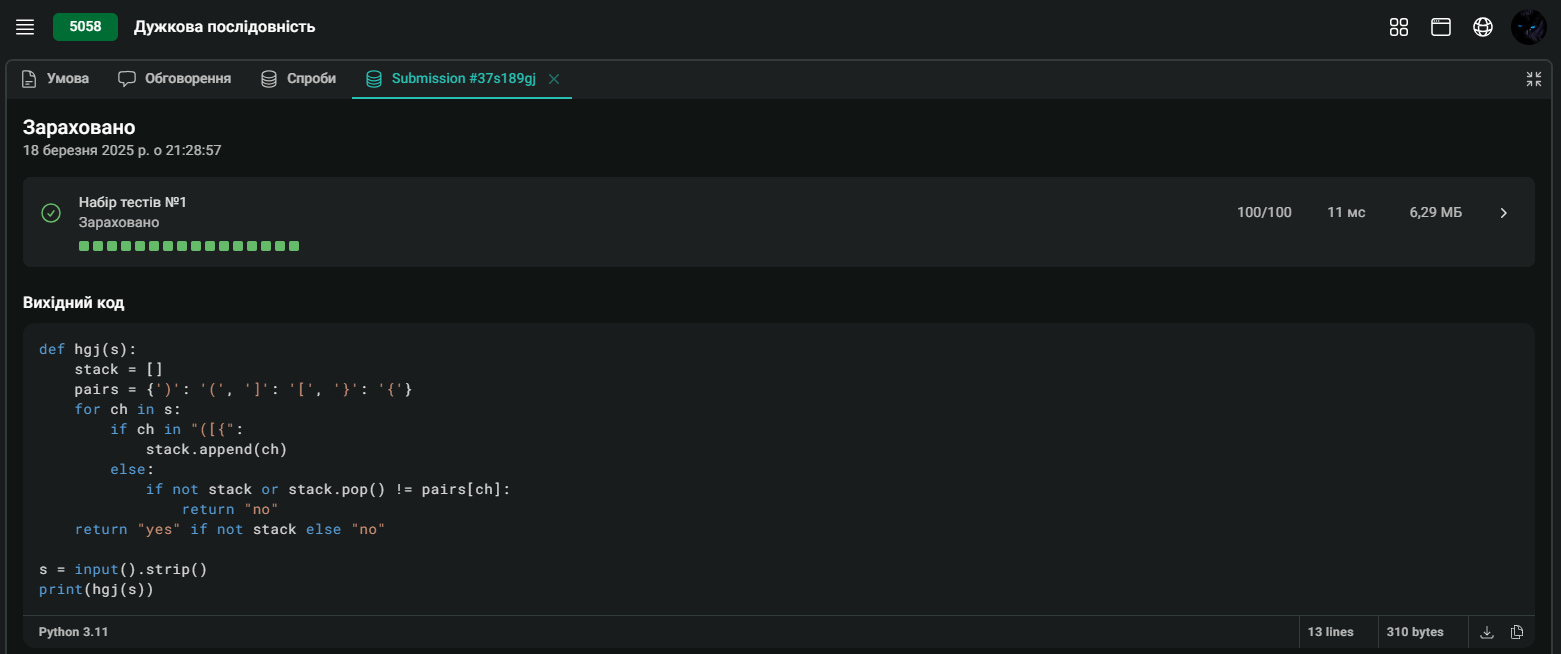 5058 Дужкова послідовність
Умова Обговорення Спроби Submission #37s189gj
Зараховано
18 березня 2025 р. о 21:28:57
Набір тестів №1
Зараховано
100/100 11 мс 6,29 МБ
Вихідний код
def hgj(s):
    stack = []
    pairs = {')': '(', ']': '[', '}': '{'}
    for ch in s:
        if ch in "([{":
            stack.append(ch)
        else:
            if not stack or stack.pop() != pairs[ch]:
                return "no"
    return "yes" if not stack else "no"
s = input().strip()
print(hgj(s))
Python 3.11 13 lines 310 bytes